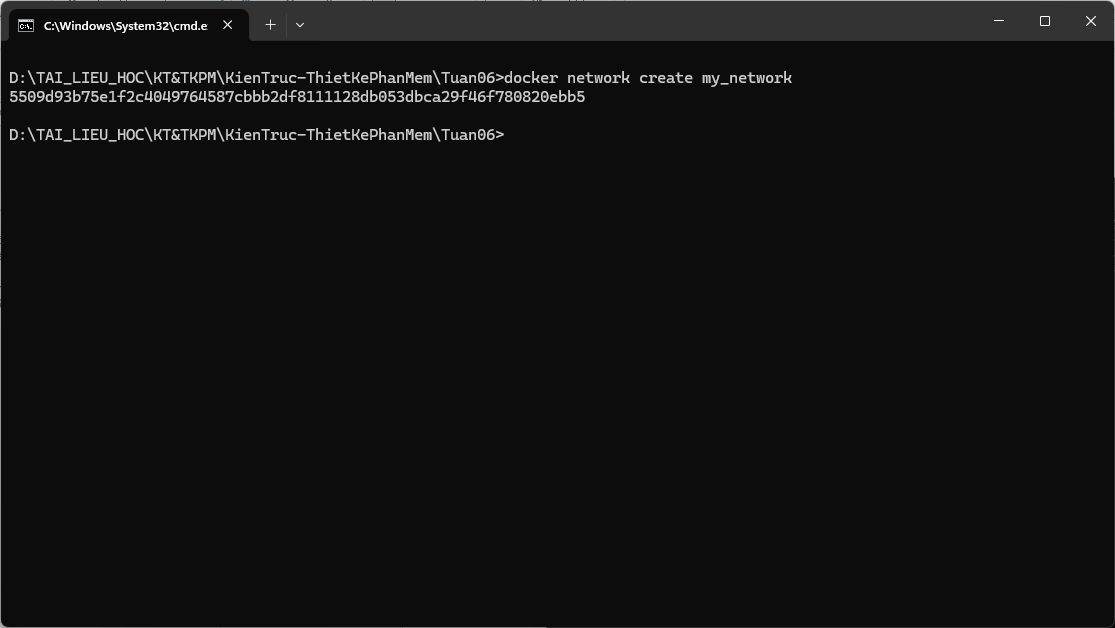 C:\Windows\System32\cmd.e
D:\TAI_LIEU_HOC\KT&TKPM\KienTruc-ThietKePhanMem\Tuan06>docker network create my_network
5509d93b75e1f2c4049764587cbbb2df8111128db053dbca29f46f780820ebb5
D:\TAI_LIEU_HOC\KT&TKPM\KienTruc-ThietKePhanMem\Tuan06>